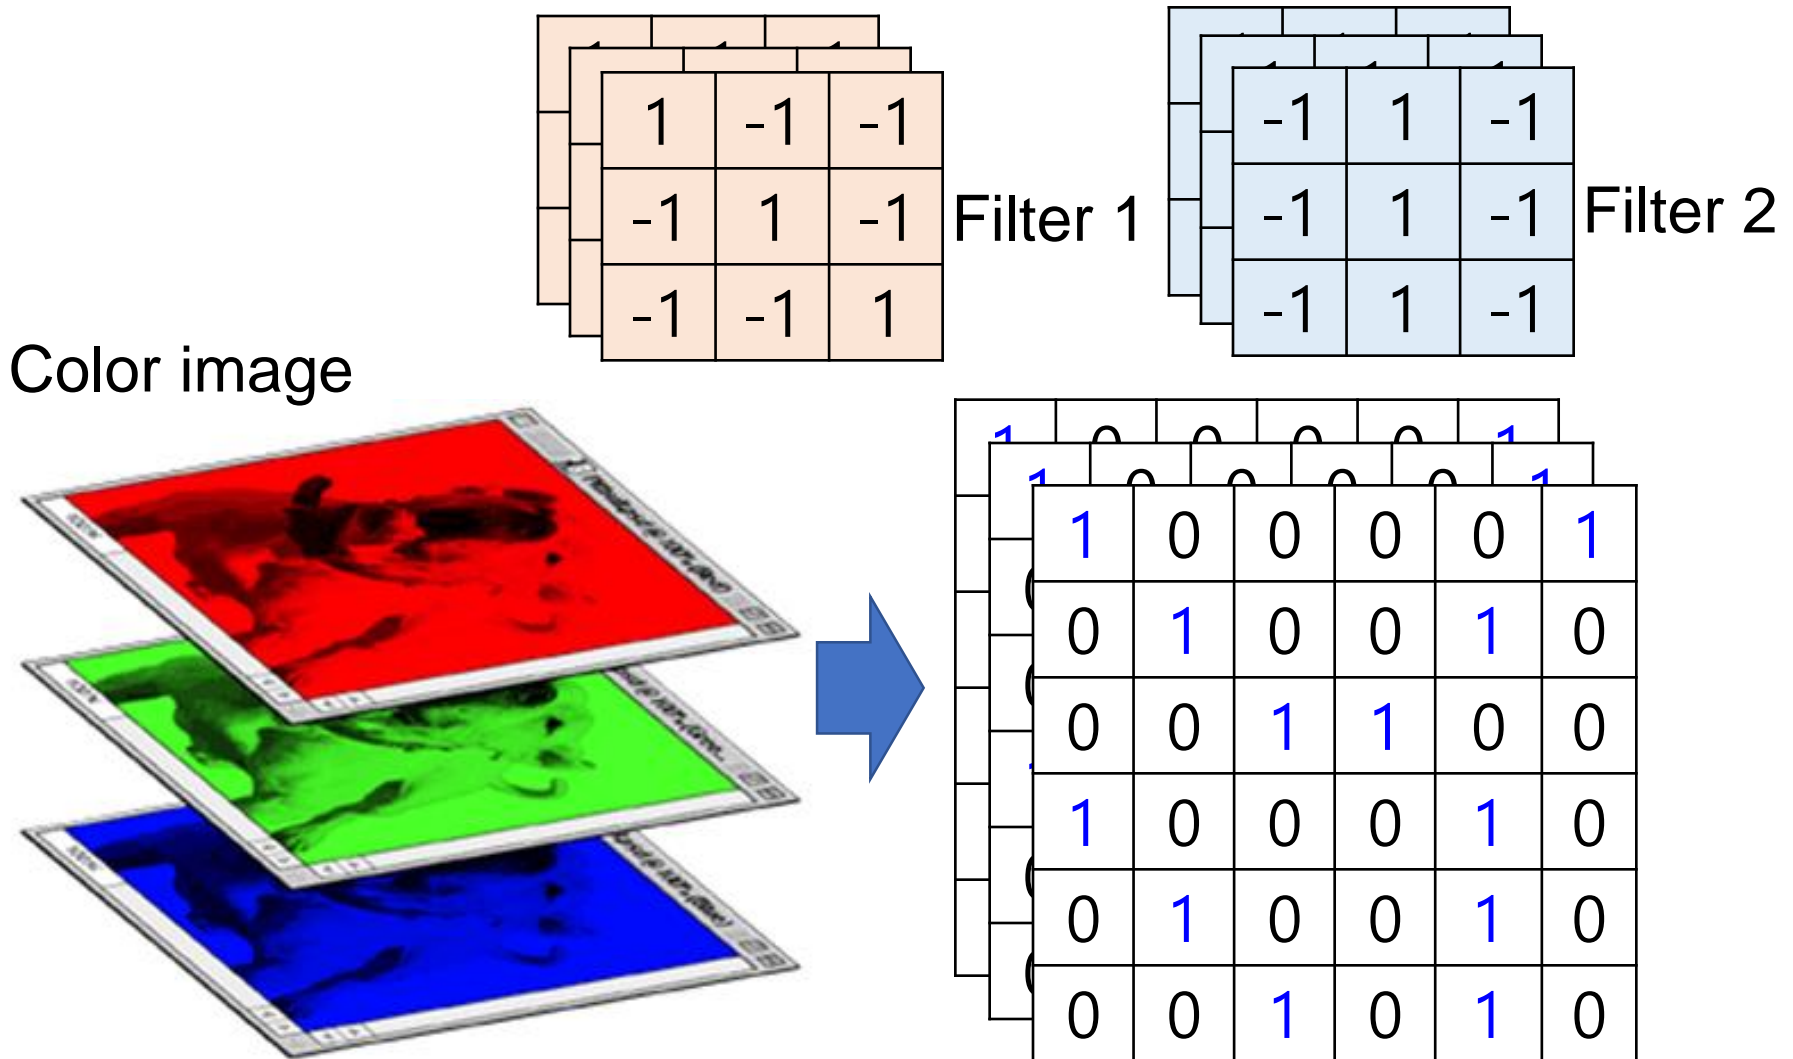 1 -1 -1
-1 1 -1
-1 -1 1
Filter 1
-1 1 -1
-1 1 -1
-1 1 -1
Filter 2
Color image
1 0 0 0 0 1
0 1 0 0 1 0
0 0 1 1 0 0
1 0 0 0 1 0
0 1 0 0 1 0
0 0 1 0 1 0